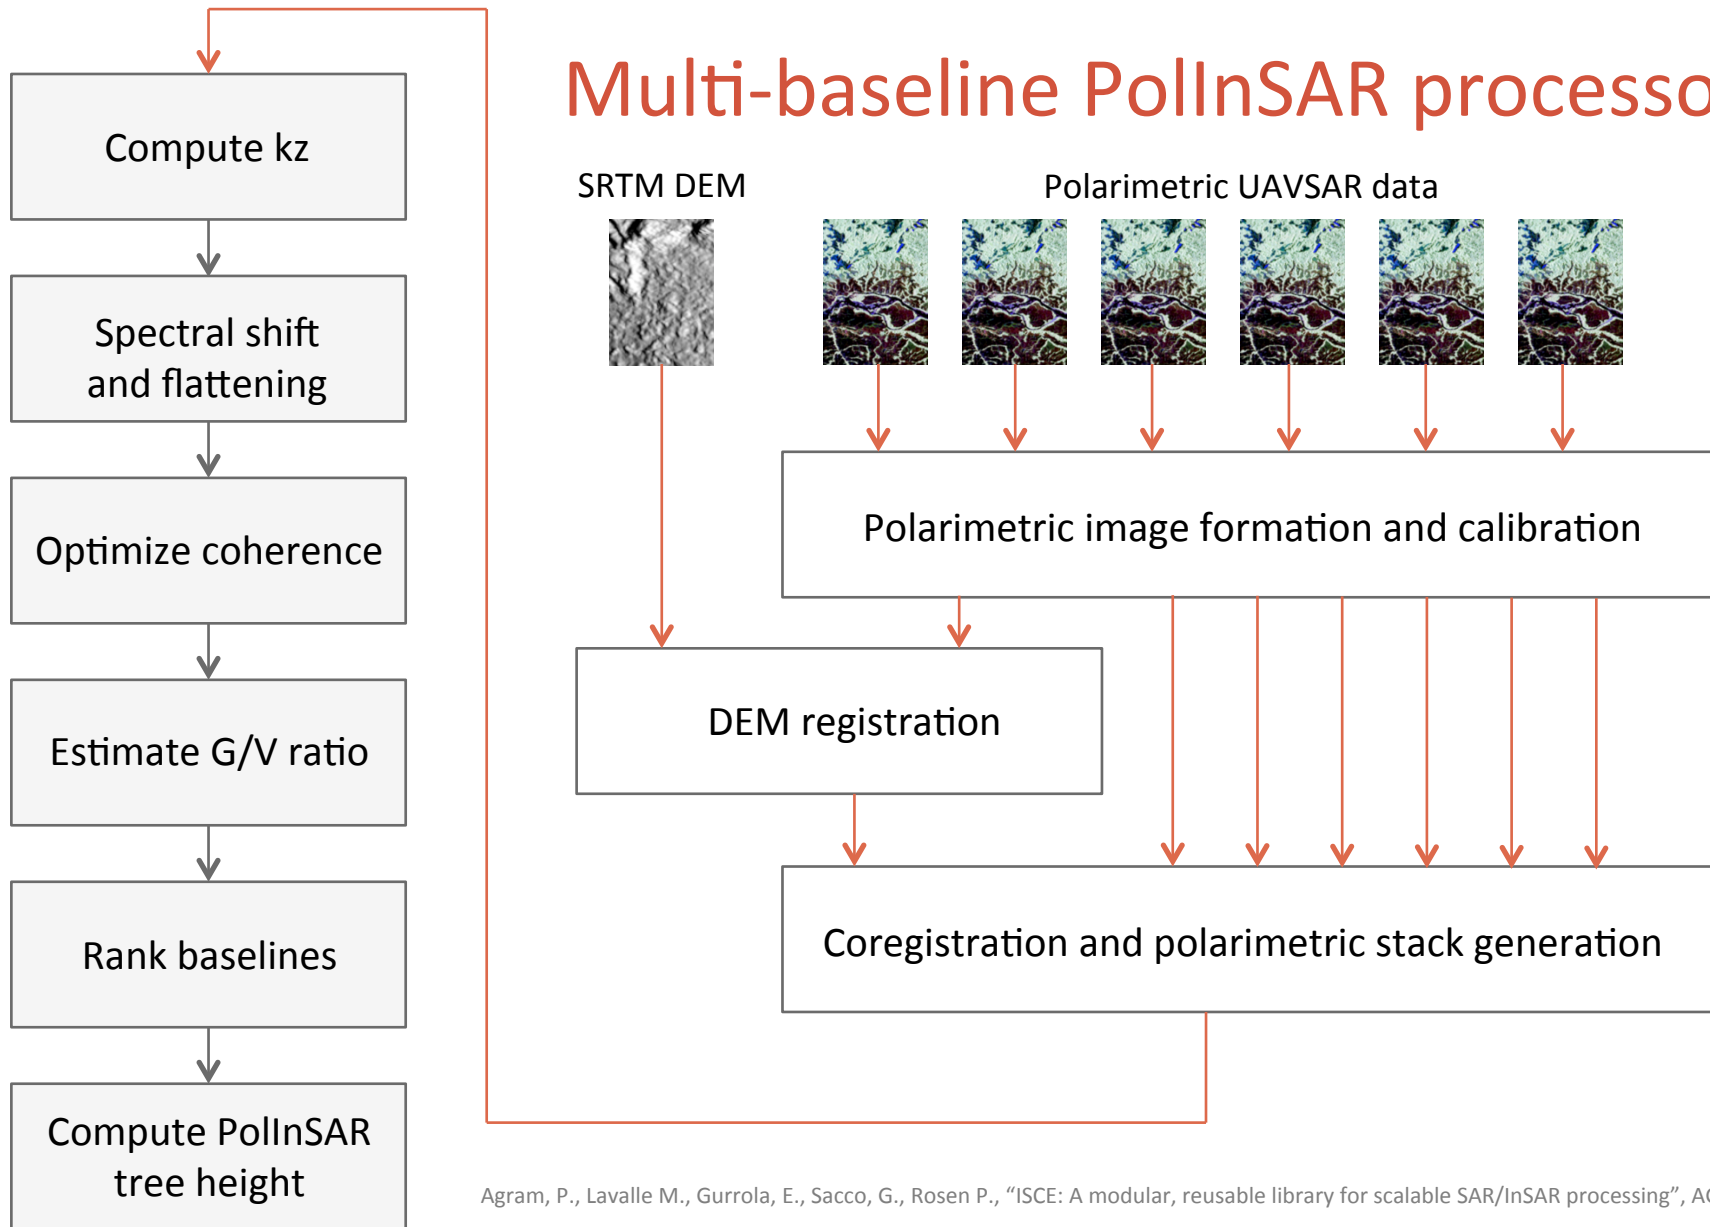 Multi-baseline PolInSAR processo
SRTM DEM
Polarimetric UAVSAR data
Polarimetric image formation and calibration
DEM registration
Coregistration and polarimetric stack generation
Compute kz
Spectral shift
and flattening
Optimize coherence
Estimate G/V ratio
Rank baselines
Compute PolInSAR
tree height
Agram, P., Lavalle M., Gurrola, E., Sacco, G., Rosen P., “ISCE: A modular, reusable library for scalable SAR/InSAR processing”, AG